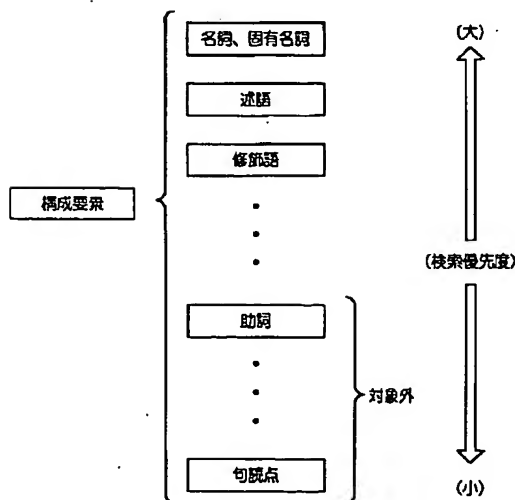 名詞、固有名詞
(大)
述語
修飾語
構成要素
(検索優先度)
助詞
対象外
句読点
(小)